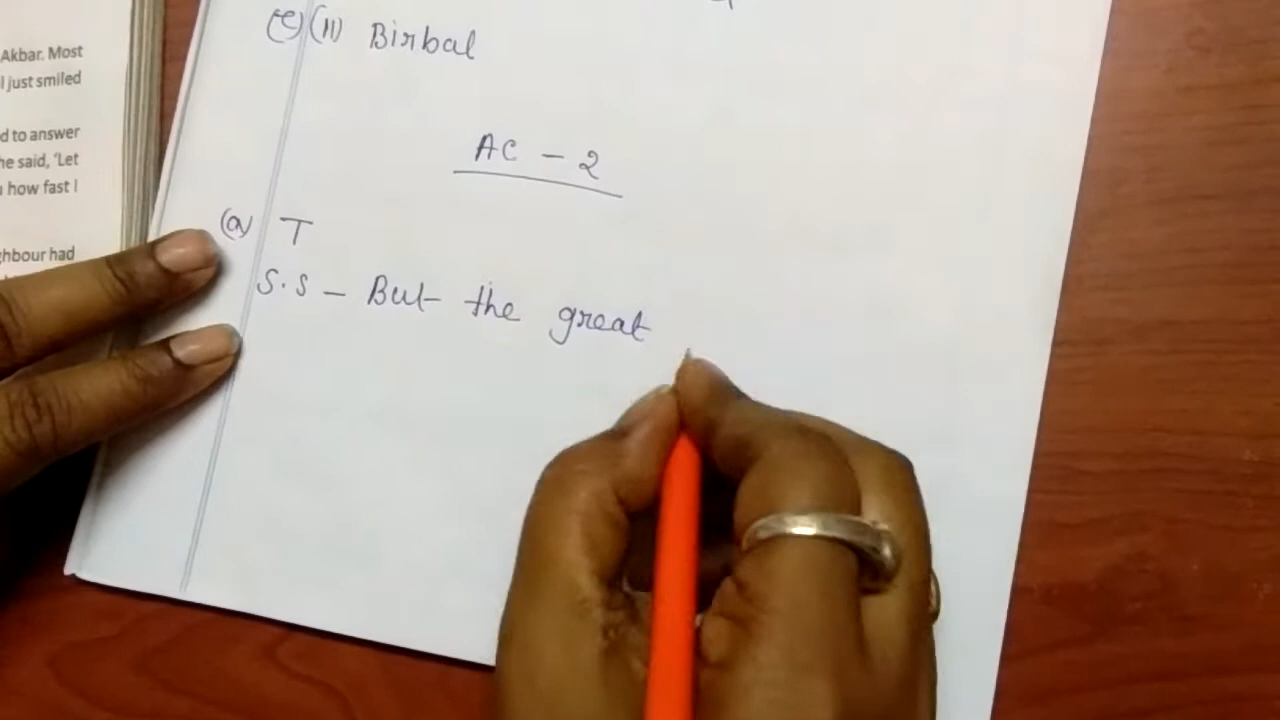 Akbar. Most
l just smiled
d to answer
he said, 'Let
how fast I
ghbour had
(e) (ii) Birbal
AC - 2
(a) T
S.S - But the great